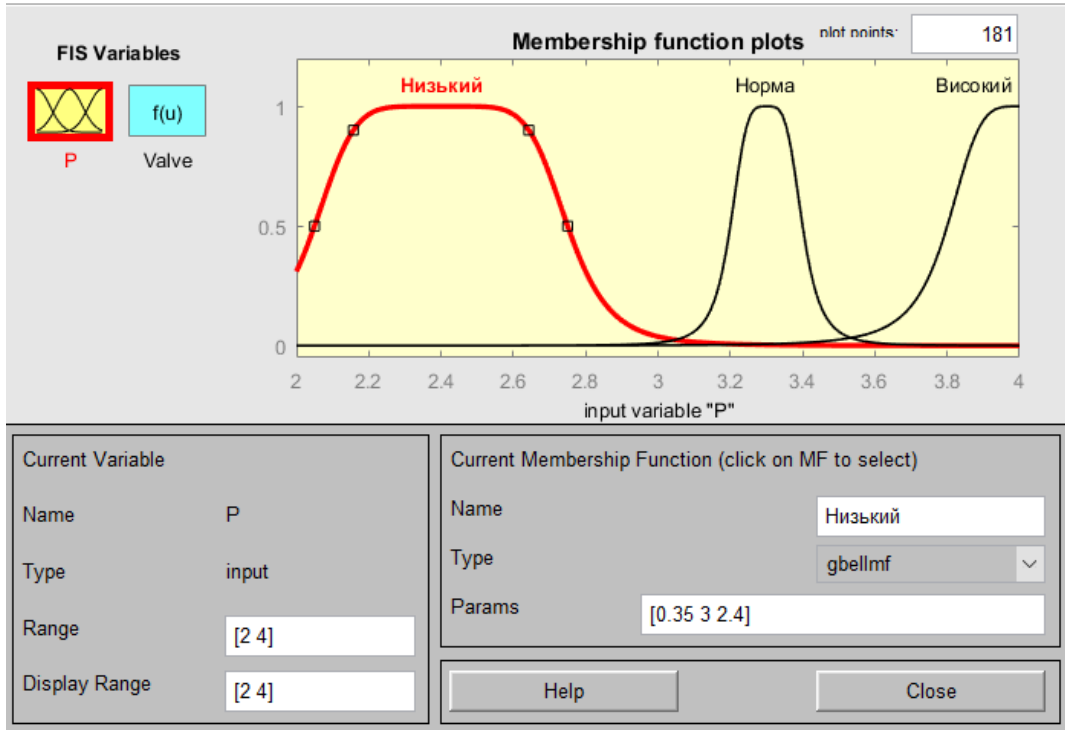 FIS Variables
f(u)
P
Valve
Membership function plots
plot points:
181
Низький
Норма
Високий
1
0.5
0
2
2.2
2.4
2.6
2.8
3
3.2
3.4
3.6
3.8
4
input variable "P"
Current Variable
Name
P
Type
input
Range
[2 4]
Display Range
[2 4]
Current Membership Function (click on MF to select)
Name
Низький
Type
gbellmf
Params
[0.35 3 2.4]
Help
Close